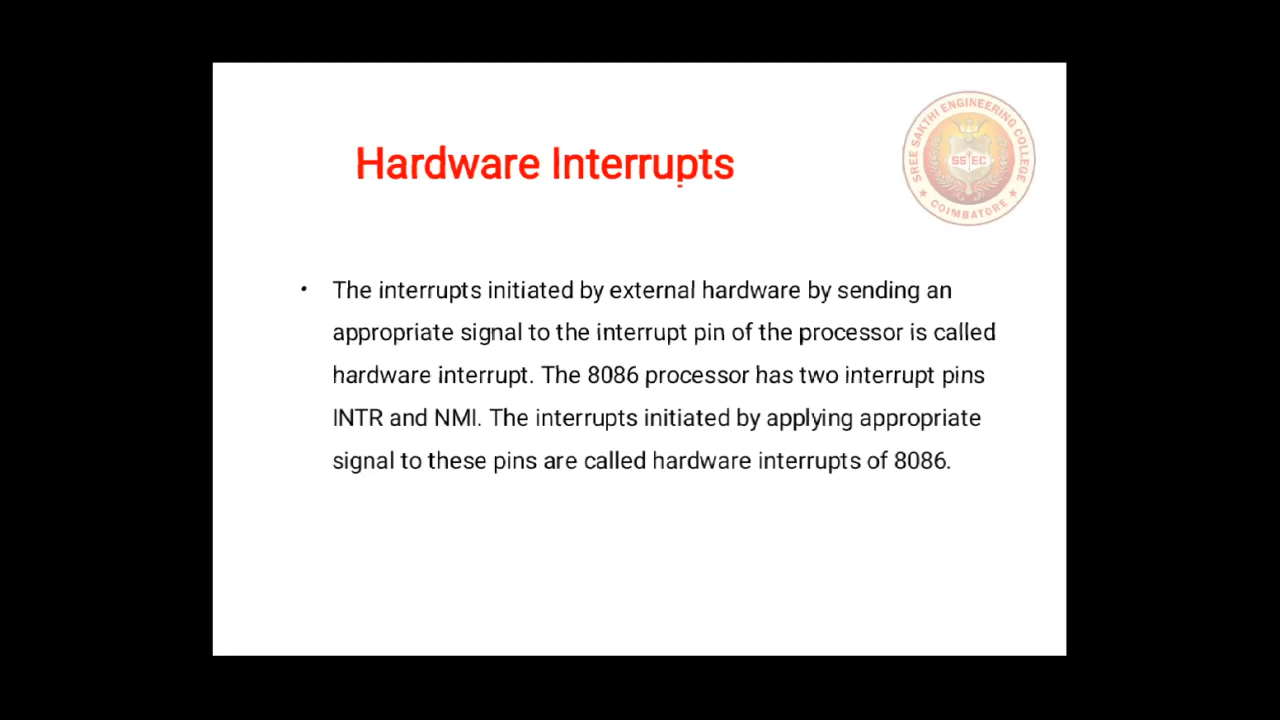 Hardware Interrupts
SREE SAKTHI ENGINEERING COLLEGE
SS EC
★ COIMBATORE ★
• The interrupts initiated by external hardware by sending an
appropriate signal to the interrupt pin of the processor is called
hardware interrupt. The 8086 processor has two interrupt pins
INTR and NMI. The interrupts initiated by applying appropriate
signal to these pins are called hardware interrupts of 8086.